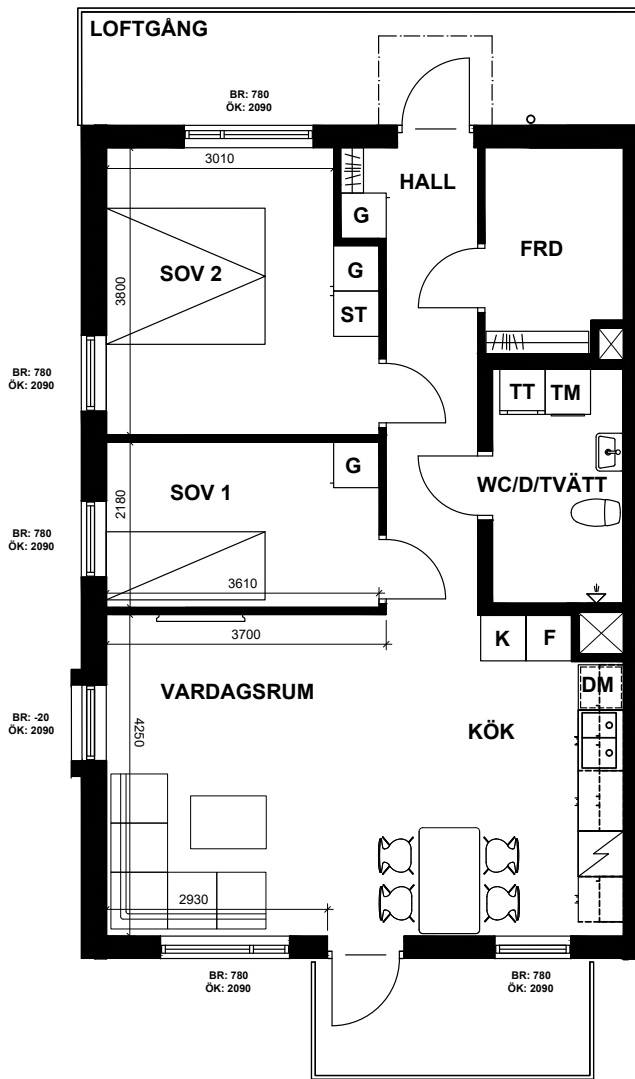 LOFTGÅNG
BR: 780
ÖK: 2090
3010
HALL
G
FRD
SOV 2
G
3800
ST
BR: 780
ÖK: 2090
TT
TM
G
SOV 1
WC/D/TVÄTT
2180
BR: 780
ÖK: 2090
3610
3700
K
F
VARDAGSRUM
DM
BR: -20
ÖK: 2090
4250
KÖK
2930
BR: 780
ÖK: 2090
BR: 780
ÖK: 2090